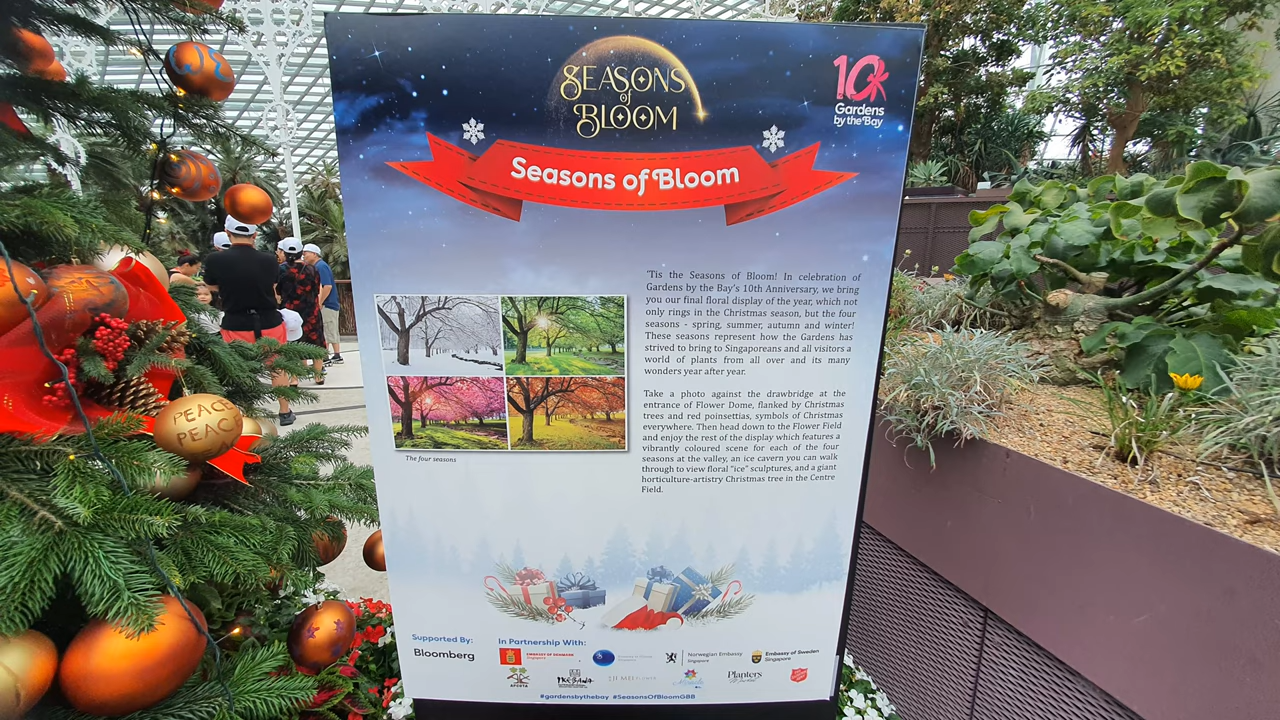 SEASONS
of
BLOOM
10th
Gardens
by the Bay
Seasons of Bloom
'Tis the Seasons of Bloom! In celebration of
Gardens by the Bay's 10th Anniversary, we bring
you our final floral display of the year, which not
only rings in the Christmas season, but the four
seasons - spring, summer, autumn and winter!
These seasons represent how the Gardens has
strived to bring to Singaporeans and all visitors a
world of plants from all over and its many
wonders year after year.
Take a photo against the drawbridge at the
entrance of Flower Dome, flanked by Christmas
trees and red poinsettias, symbols of Christmas
everywhere. Then head down to the Flower Field
and enjoy the rest of the display which features a
vibrantly coloured scene for each of the four
seasons at the valley, an ice cavern you can walk
through to view floral "ice" sculptures, and a giant
horticulture-artistry Christmas tree in the Centre
Field.
The four seasons
PEACE
PEACE
Supported By:
Bloomberg
In Partnership With:
EMBASSY OF DENMARK
Singapore
Norwegian Embassy
Singapore
Embassy of Sweden
Singapore
Planters
#gardensbythebay #SeasonsOfBloomGBB